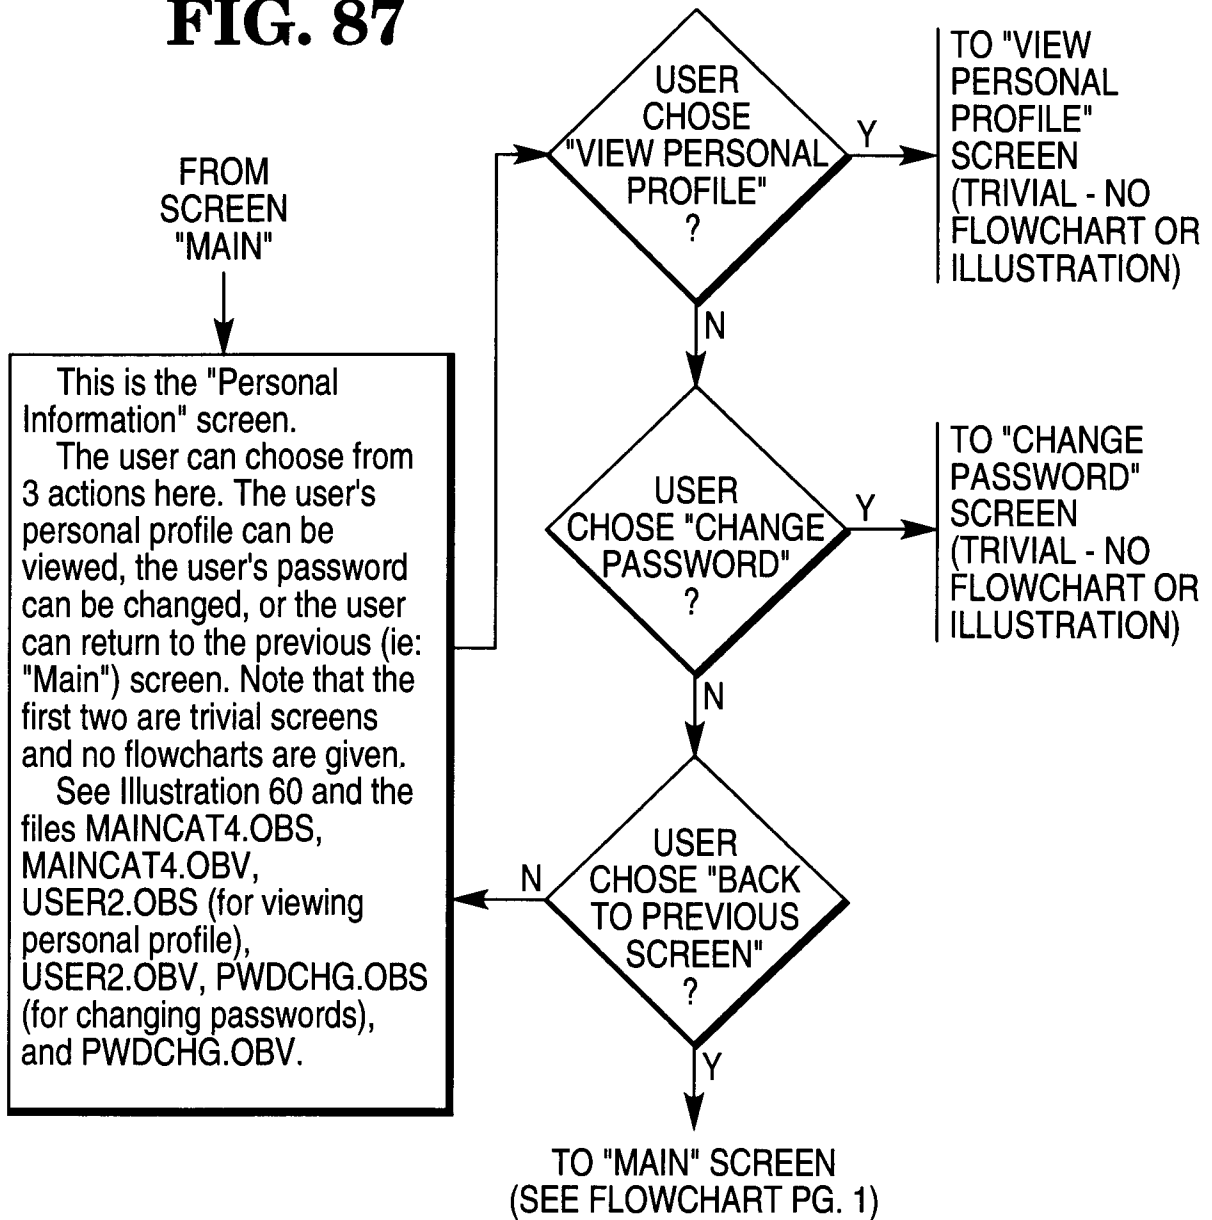 FIG. 87
FROM
SCREEN
"MAIN"
This is the "Personal
Information" screen.
The user can choose from
3 actions here. The user's
personal profile can be
viewed, the user's password
can be changed, or the user
can return to the previous (ie:
"Main") screen. Note that the
first two are trivial screens
and no flowcharts are given.
See Illustration 60 and the
files MAINCAT4.OBS,
MAINCAT4.OBV,
USER2.OBS (for viewing
personal profile),
USER2.OBV, PWDCHG.OBS
(for changing passwords),
and PWDCHG.OBV.
USER
CHOSE
"VIEW PERSONAL
PROFILE"
?
Y
TO "VIEW
PERSONAL
PROFILE"
SCREEN
(TRIVIAL - NO
FLOWCHART OR
ILLUSTRATION)
N
USER
CHOSE "CHANGE
PASSWORD"
?
Y
TO "CHANGE
PASSWORD"
SCREEN
(TRIVIAL - NO
FLOWCHART OR
ILLUSTRATION)
N
USER
CHOSE "BACK
TO PREVIOUS
SCREEN"
?
N
Y
TO "MAIN" SCREEN
(SEE FLOWCHART PG. 1)